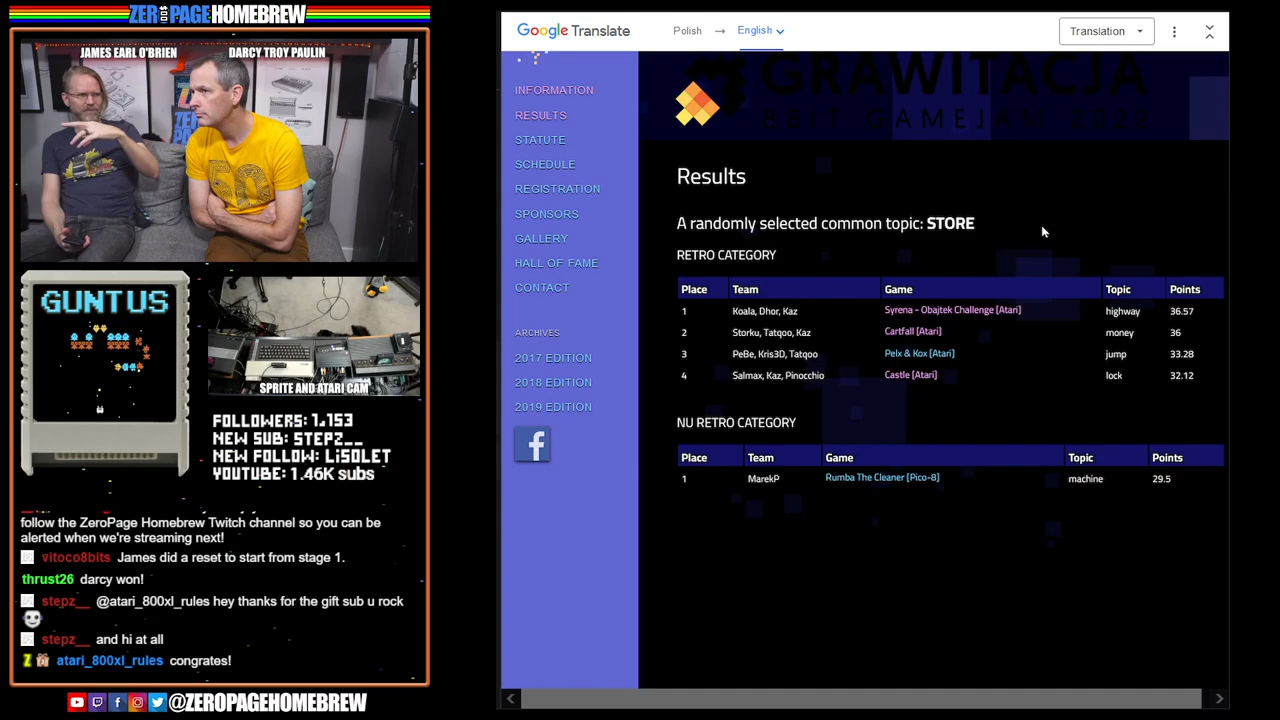 ZEROPAGE HOMEBREW
JAMES EARL O'BRIEN
DARCY TROY PAULIN
GUNTUS
SPRITE AND ATARI CAM
FOLLOWERS: 1,153
NEW SUB: STEPZ__
NEW FOLLOW: LISOLET
YOUTUBE: 1.46K subs
follow the ZeroPage Homebrew Twitch channel so you can be
alerted when we're streaming next!
vitoco8bits James did a reset to start from stage 1.
thrust26 darcy won!
stepz__ @atari_800xl_rules hey thanks for the gift sub u rock
stepz__ and hi at all
atari_800xl_rules congrates!
@ZEROPAGEHOMEBREW
Google Translate
Polish → English
Translation
INFORMATION
RESULTS
STATUTE
SCHEDULE
REGISTRATION
SPONSORS
GALLERY
HALL OF FAME
CONTACT
ARCHIVES
2017 EDITION
2018 EDITION
2019 EDITION
GRAWITACJA
8BIT GAMEJAM 2022
Results
A randomly selected common topic: STORE
RETRO CATEGORY
Place Team Game Topic Points
1 Koala, Dhor, Kaz Syrena - Obajtek Challenge [Atari] highway 36.57
2 Storku, Tatqoo, Kaz Cartfall [Atari] money 36
3 PeBe, Kris3D, Tatqoo Pelx & Kox [Atari] jump 33.28
4 Salmax, Kaz, Pinocchio Castle [Atari] lock 32.12
NU RETRO CATEGORY
Place Team Game Topic Points
1 MarekP Rumba The Cleaner [Pico-8] machine 29.5